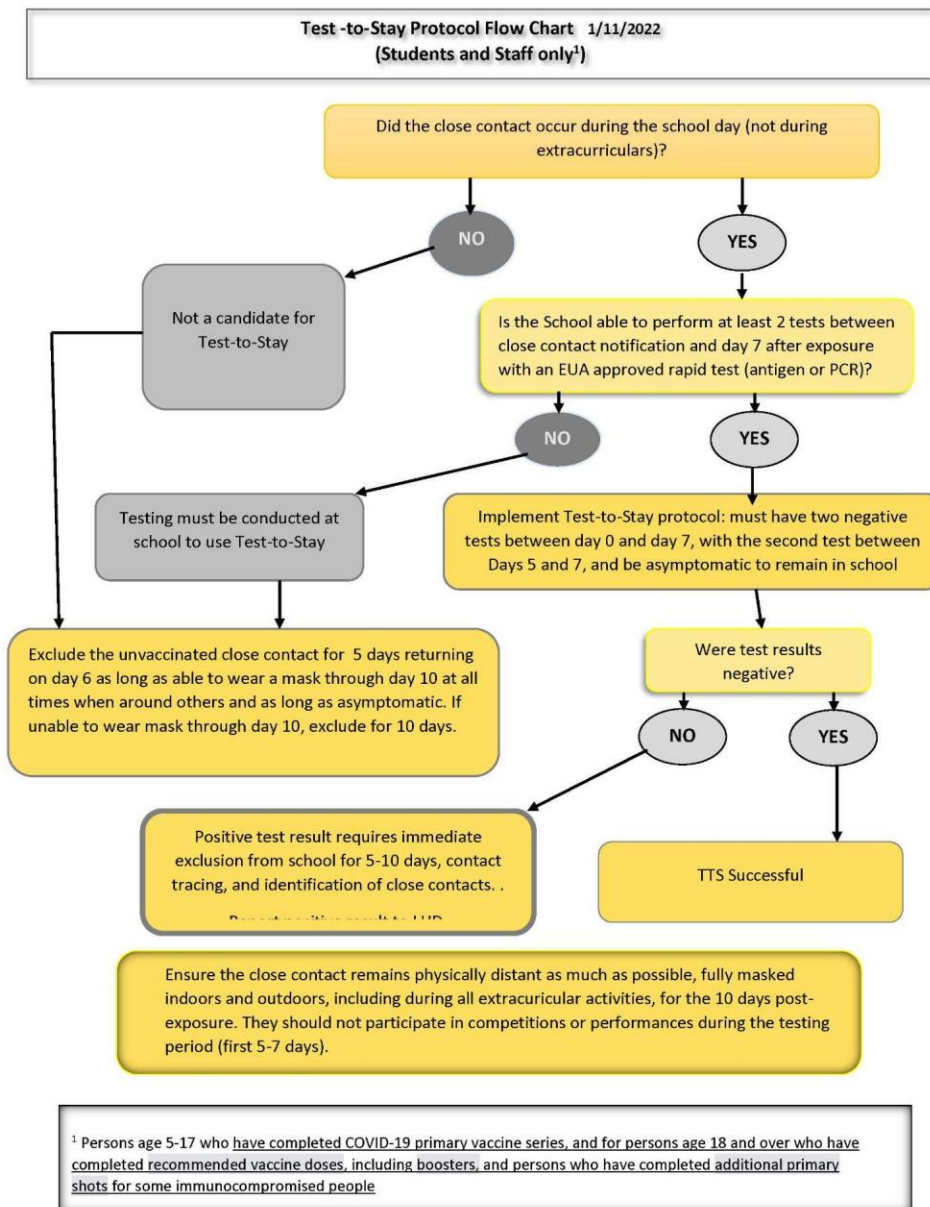 Test -to-Stay Protocol Flow Chart 1/11/2022
(Students and Staff only¹)
Did the close contact occur during the school day (not during
extracurriculars)?
NO
YES
Not a candidate for
Test-to-Stay
Is the School able to perform at least 2 tests between
close contact notification and day 7 after exposure
with an EUA approved rapid test (antigen or PCR)?
NO
YES
Testing must be conducted at
school to use Test-to-Stay
Implement Test-to-Stay protocol: must have two negative
tests between day 0 and day 7, with the second test between
Days 5 and 7, and be asymptomatic to remain in school
Exclude the unvaccinated close contact for 5 days returning
on day 6 as long as able to wear a mask through day 10 at all
times when around others and as long as asymptomatic. If
unable to wear mask through day 10, exclude for 10 days.
Were test results
negative?
NO
YES
Positive test result requires immediate
exclusion from school for 5-10 days, contact
tracing, and identification of close contacts. .
TTS Successful
Ensure the close contact remains physically distant as much as possible, fully masked
indoors and outdoors, including during all extracuricular activities, for the 10 days post-
exposure. They should not participate in competitions or performances during the testing
period (first 5-7 days).
¹ Persons age 5-17 who have completed COVID-19 primary vaccine series, and for persons age 18 and over who have
completed recommended vaccine doses, including boosters, and persons who have completed additional primary
shots for some immunocompromised people